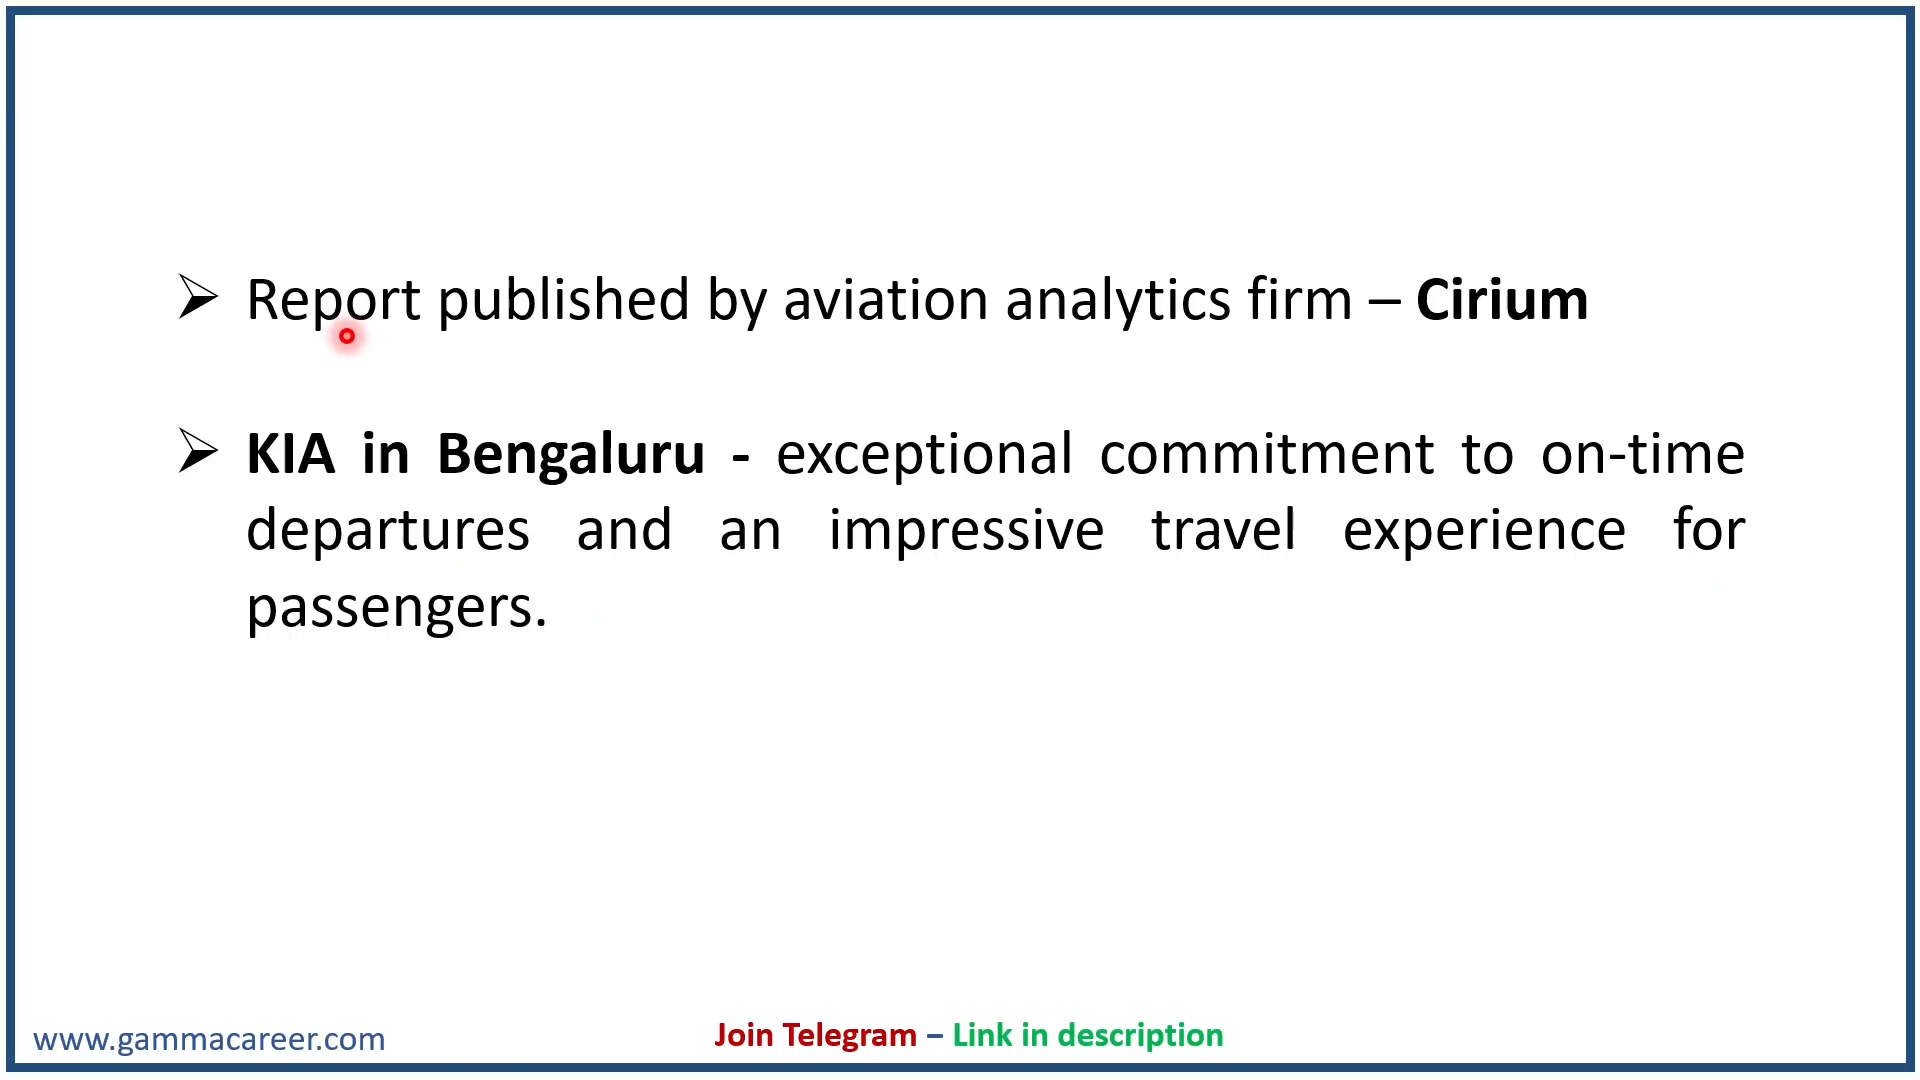 Report published by aviation analytics firm – Cirium
KIA in Bengaluru - exceptional commitment to on-time
departures and an impressive travel experience for
passengers.
www.gammacareer.com
Join Telegram – Link in description